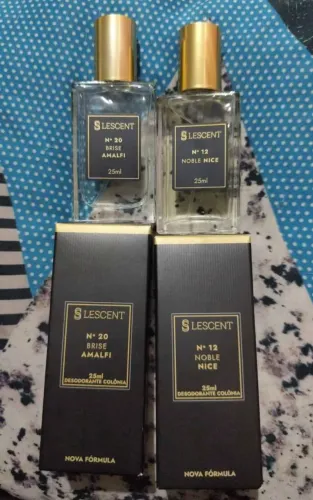 LESCENT
Nº 20
BRISE
AMALFI
25ml
LESCENT
Nº 12
NOBLE NICE
25ml
LESCENT
Nº 20
BRISE
AMALFI
25ml
DESODORANTE COLÔNIA
NOVA FÓRMULA
LESCENT
Nº 12
NOBLE
NICE
25ml
DESODORANTE COLÔNIA
NOVA FÓRMULA